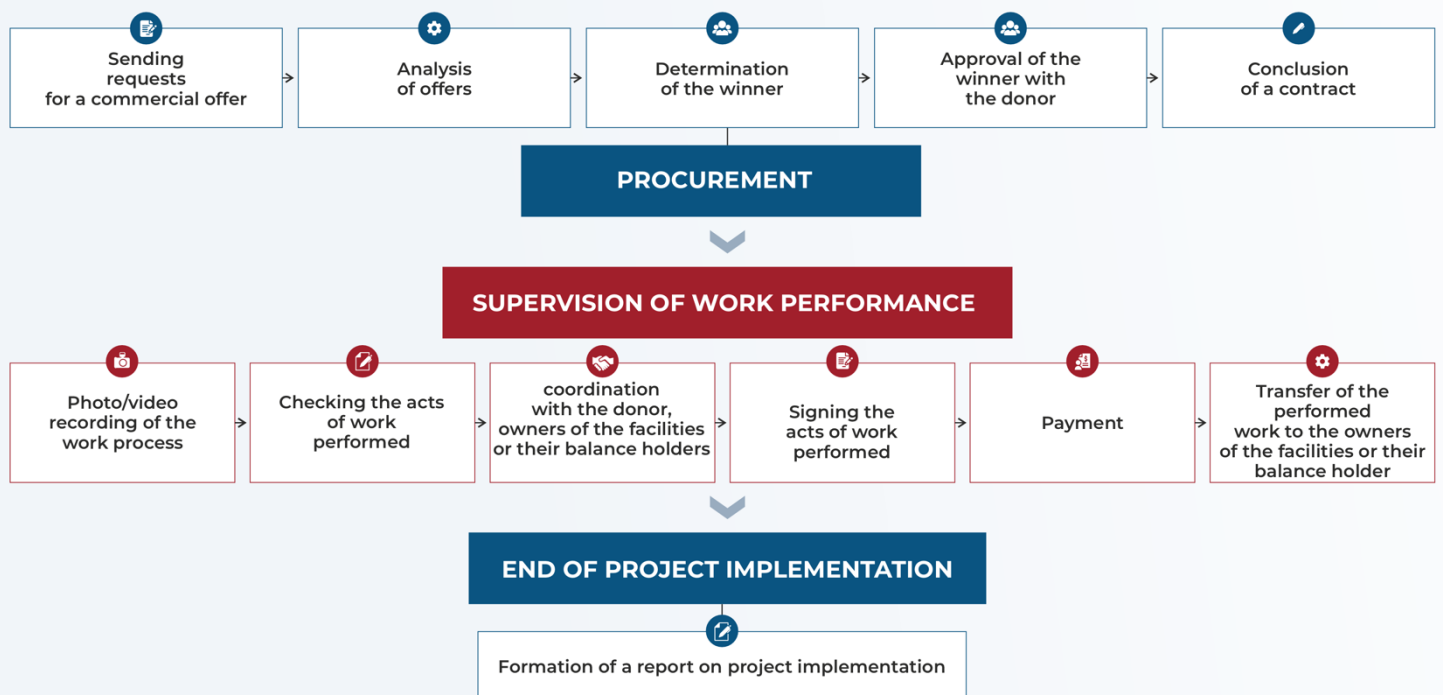 Sending
requests
for a commercial offer
Analysis
of offers
Determination
of the winner
Approval of the
winner with
the donor
Conclusion
of a contract
PROCUREMENT
SUPERVISION OF WORK PERFORMANCE
Photo/video
recording of the
work process
Checking the acts
of work
performed
coordination
with the donor,
owners of the facilities
or their balance holders
Signing the
acts of work
performed
Payment
Transfer of the
performed
work to the owners
of the facilities or their
balance holder
END OF PROJECT IMPLEMENTATION
Formation of a report on project implementation